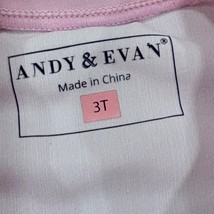 ANDY & EVAN®
Made in China
3T